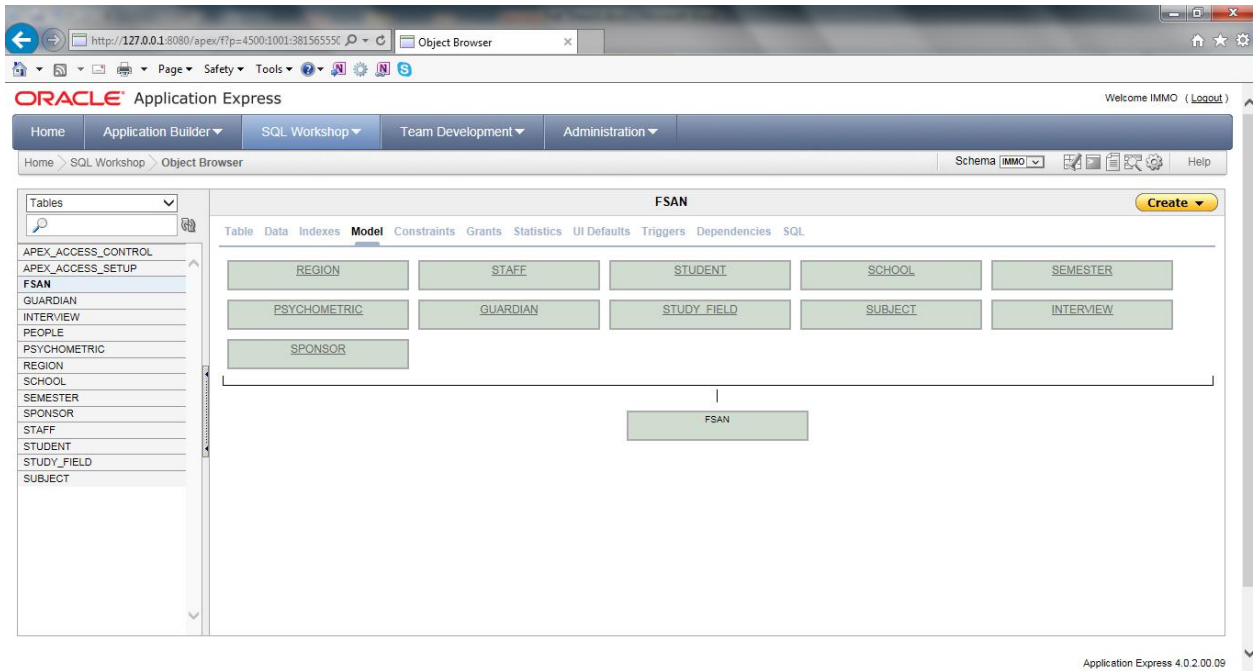 http://127.0.0.1:8080/apex/f?p=4500:1001:381565550
Object Browser
Page Safety Tools
ORACLE Application Express
Welcome IMMO ( Logout )
Home Application Builder SQL Workshop Team Development Administration
Home SQL Workshop Object Browser
Schema IMMO
Help
Tables
FSAN
Create
Table Data Indexes Model Constraints Grants Statistics UI Defaults Triggers Dependencies SQL
APEX_ACCESS_CONTROL
APEX_ACCESS_SETUP
FSAN
GUARDIAN
INTERVIEW
PEOPLE
PSYCHOMETRIC
REGION
SCHOOL
SEMESTER
SPONSOR
STAFF
STUDENT
STUDY_FIELD
SUBJECT
REGION STAFF STUDENT SCHOOL SEMESTER
PSYCHOMETRIC GUARDIAN STUDY_FIELD SUBJECT INTERVIEW
SPONSOR
FSAN
Application Express 4.0.2.00.09